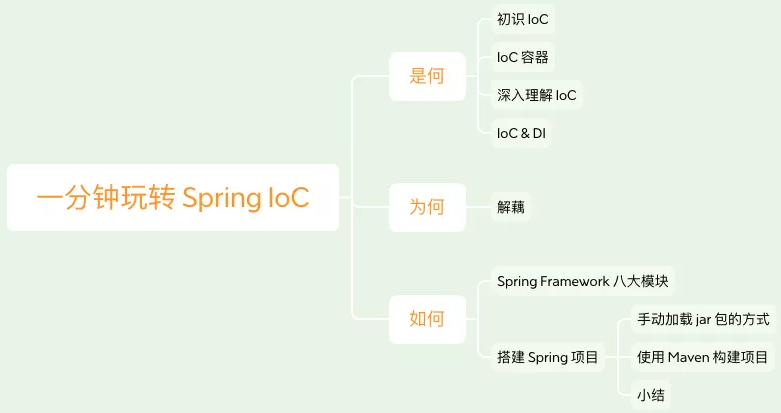 一分钟玩转 Spring IoC
是何
初识 IoC
IoC 容器
深入理解 IoC
IoC & DI
为何
解藕
如何
Spring Framework 八大模块
搭建 Spring 项目
手动加载 jar 包的方式
使用 Maven 构建项目
小结